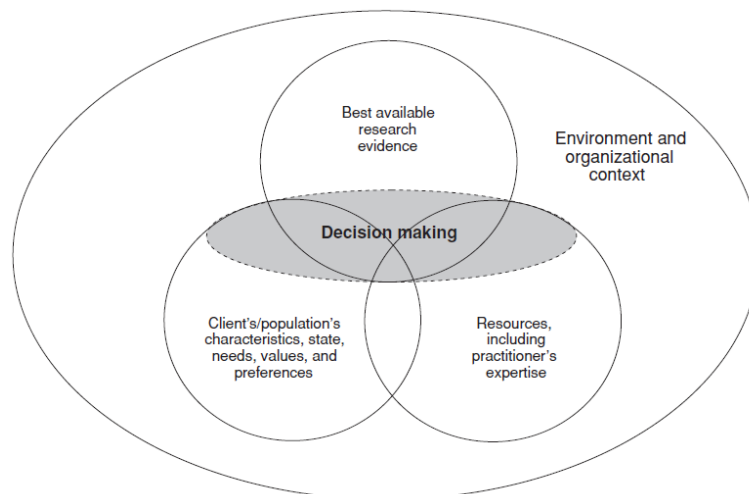 Best available
research
evidence
Environment and
organizational
context
Decision making
Client's/population's
characteristics, state,
needs, values, and
preferences
Resources,
including
practitioner's
expertise